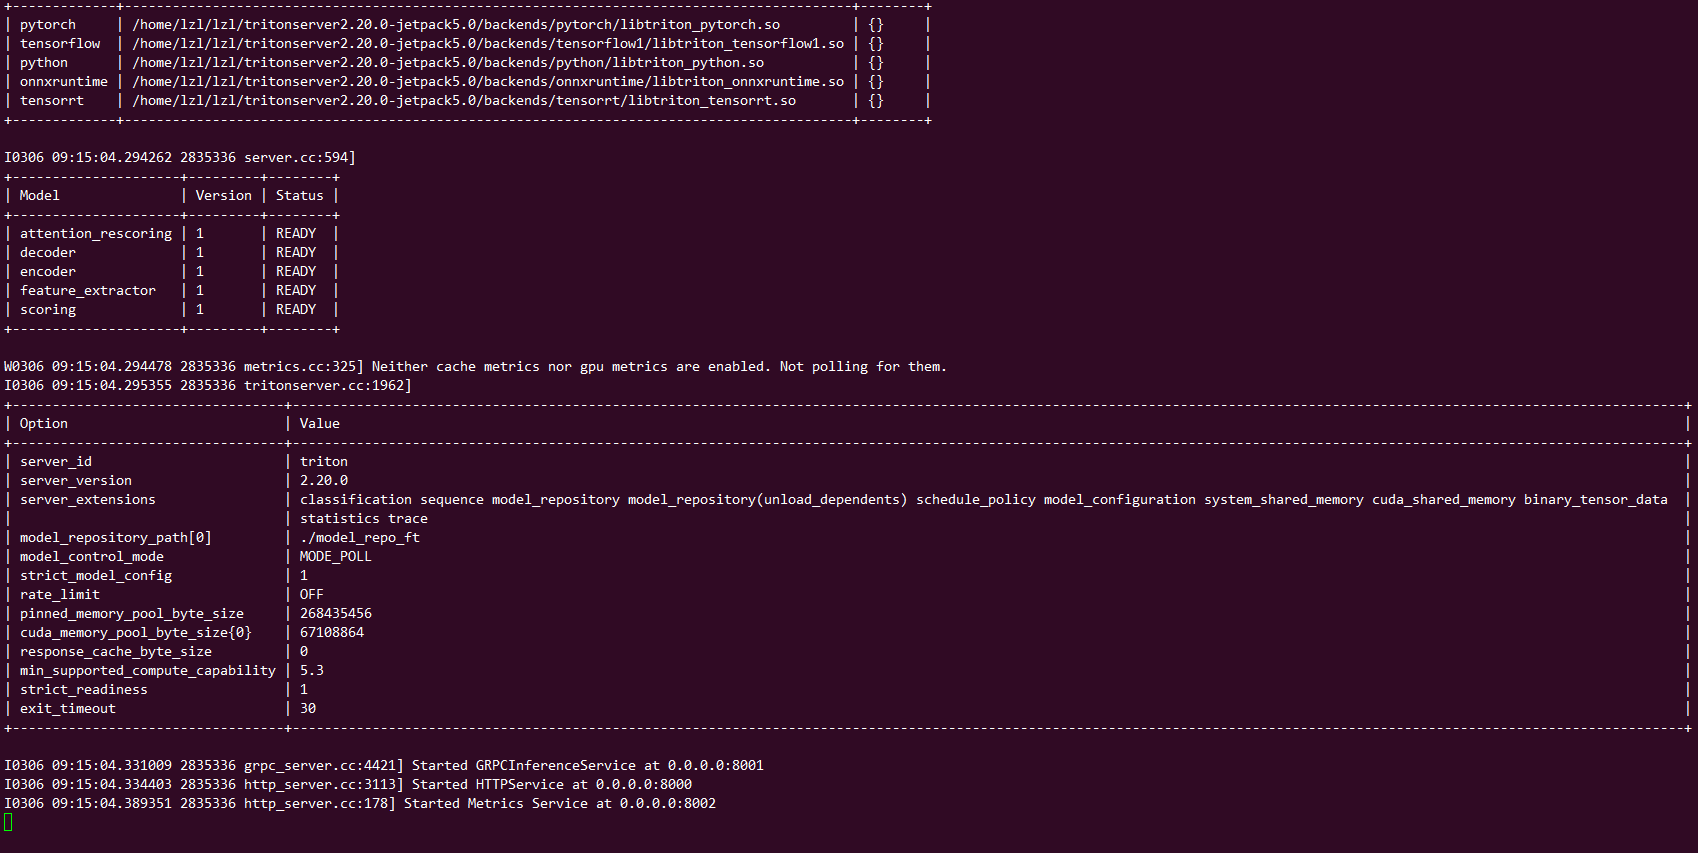 +-------------+-------------------------------------------------------------------------------------------+--------+
| pytorch     | /home/lzl/lzl/tritonserver2.20.0-jetpack5.0/backends/pytorch/libtriton_pytorch.so         | {}     |
| tensorflow  | /home/lzl/lzl/tritonserver2.20.0-jetpack5.0/backends/tensorflow1/libtriton_tensorflow1.so | {}     |
| python      | /home/lzl/lzl/tritonserver2.20.0-jetpack5.0/backends/python/libtriton_python.so           | {}     |
| onnxruntime | /home/lzl/lzl/tritonserver2.20.0-jetpack5.0/backends/onnxruntime/libtriton_onnxruntime.so | {}     |
| tensorrt    | /home/lzl/lzl/tritonserver2.20.0-jetpack5.0/backends/tensorrt/libtriton_tensorrt.so       | {}     |
+-------------+-------------------------------------------------------------------------------------------+--------+
I0306 09:15:04.294262 2835336 server.cc:594]
+---------------------+---------+--------+
| Model               | Version | Status |
+---------------------+---------+--------+
| attention_rescoring | 1       | READY  |
| decoder             | 1       | READY  |
| encoder             | 1       | READY  |
| feature_extractor   | 1       | READY  |
| scoring             | 1       | READY  |
+---------------------+---------+--------+
W0306 09:15:04.294478 2835336 metrics.cc:325] Neither cache metrics nor gpu metrics are enabled. Not polling for them.
I0306 09:15:04.295355 2835336 tritonserver.cc:1962]
+----------------------------------+------------------------------------------------------------------------------------------------------------------------------------------------------------------------------+
| Option                           | Value |
+----------------------------------+------------------------------------------------------------------------------------------------------------------------------------------------------------------------------+
| server_id                        | triton |
| server_version                   | 2.20.0 |
| server_extensions                | classification sequence model_repository model_repository(unload_dependents) schedule_policy model_configuration system_shared_memory cuda_shared_memory binary_tensor_data |
|                                  | statistics trace |
| model_repository_path[0]         | ./model_repo_ft |
| model_control_mode               | MODE_POLL |
| strict_model_config              | 1 |
| rate_limit                       | OFF |
| pinned_memory_pool_byte_size     | 268435456 |
| cuda_memory_pool_byte_size{0}    | 67108864 |
| response_cache_byte_size         | 0 |
| min_supported_compute_capability | 5.3 |
| strict_readiness                 | 1 |
| exit_timeout                     | 30 |
+----------------------------------+------------------------------------------------------------------------------------------------------------------------------------------------------------------------------+
I0306 09:15:04.331009 2835336 grpc_server.cc:4421] Started GRPCInferenceService at 0.0.0.0:8001
I0306 09:15:04.334403 2835336 http_server.cc:3113] Started HTTPService at 0.0.0.0:8000
I0306 09:15:04.389351 2835336 http_server.cc:178] Started Metrics Service at 0.0.0.0:8002